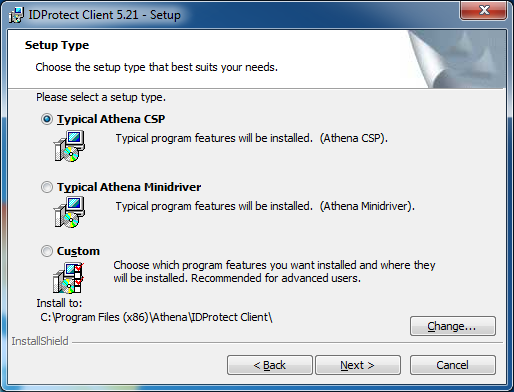 IDProtect Client 5.21 - Setup
Setup Type
Choose the setup type that best suits your needs.
Please select a setup type.
Typical Athena CSP
Typical program features will be installed. (Athena CSP).
Typical Athena Minidriver
Typical program features will be installed. (Athena Minidriver).
Custom
Choose which program features you want installed and where they
will be installed. Recommended for advanced users.
Install to:
C:\Program Files (x86)\Athena\IDProtect Client\
Change...
InstallShield
< Back
Next >
Cancel